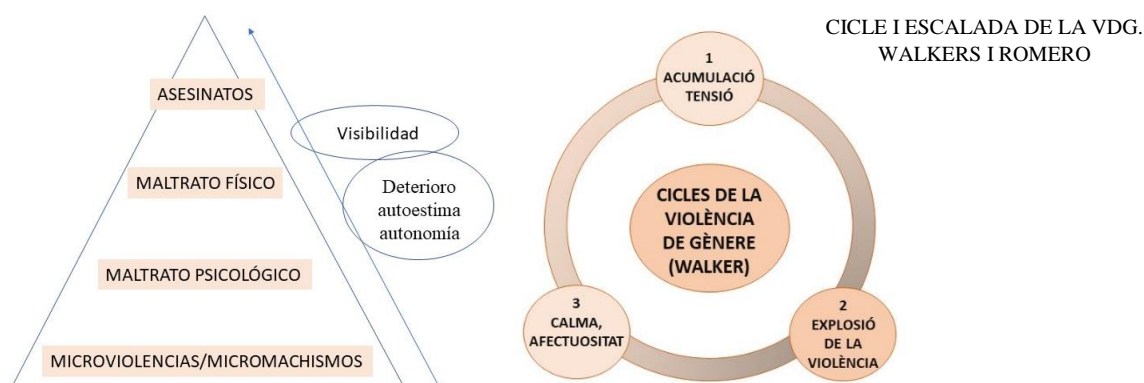 CICLE I ESCALADA DE LA VDG.
WALKERS I ROMERO
ASESINATOS
Visibilidad
MALTRATO FÍSICO
Deterioro
autoestima
autonomía
MALTRATO PSICOLÓGICO
MICROVIOLENCIAS/MICROMACHISMOS
1
ACUMULACIÓ
TENSIÓ
CICLES DE LA
VIOLÈNCIA
DE GÈNERE
(WALKER)
2
EXPLOSIÓ
DE LA
VIOLÈNCIA
3
CALMA,
AFECTUOSITAT